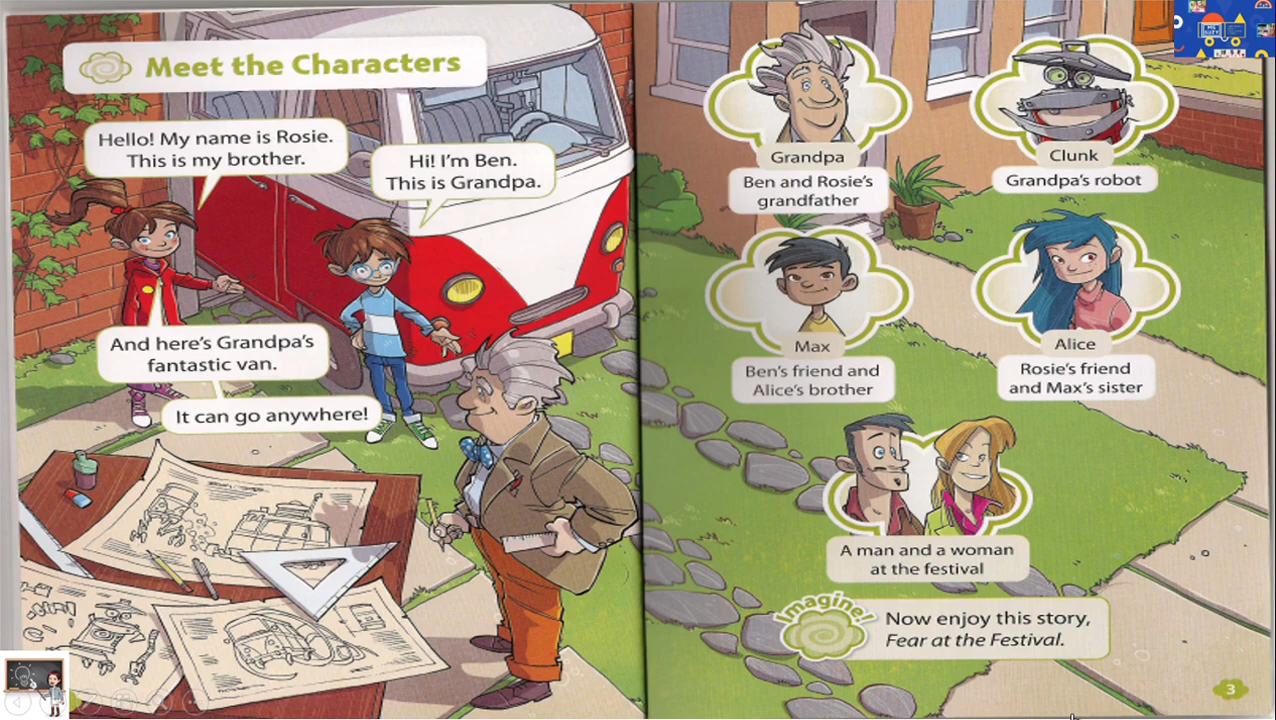 Meet the Characters
Hello! My name is Rosie.
This is my brother.
Hi! I'm Ben.
This is Grandpa.
And here's Grandpa's
fantastic van.
It can go anywhere!
Grandpa
Ben and Rosie's
grandfather
Clunk
Grandpa's robot
Max
Ben's friend and
Alice's brother
Alice
Rosie's friend
and Max's sister
A man and a woman
at the festival
Imagine!
Now enjoy this story,
Fear at the Festival.
3